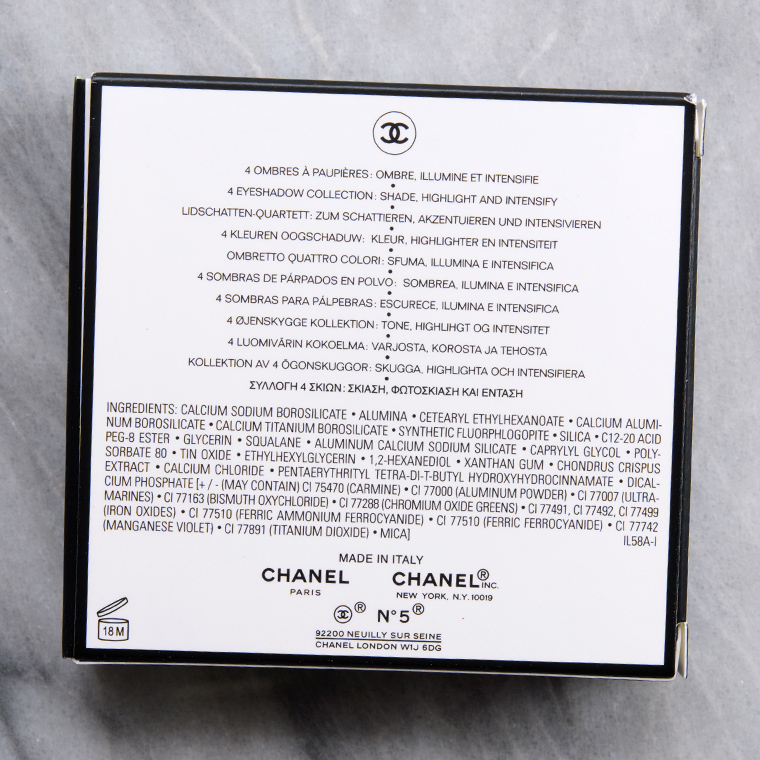 4 OMBRES À PAUPIÈRES: OMBRE, ILLUMINE ET INTENSIFIE
•
4 EYESHADOW COLLECTION: SHADE, HIGHLIGHT AND INTENSIFY
•
LIDSCHATTEN-QUARTETT: ZUM SCHATTIEREN, AKZENTUIEREN UND INTENSIVIEREN
•
4 KLEUREN OOGSCHADUW: KLEUR, HIGHLIGHTER EN INTENSITEIT
•
OMBRETTO QUATTRO COLORI: SFUMA, ILLUMINA E INTENSIFICA
•
4 SOMBRAS DE PÁRPADOS EN POLVO: SOMBREA, ILUMINA E INTENSIFICA
•
4 SOMBRAS PARA PÁLPEBRAS: ESCURECE, ILUMINA E INTENSIFICA
•
4 ØJENSKYGGE KOLLEKTION: TONE, HIGHLIHGT OG INTENSITET
•
4 LUOMIVÄRIN KOKOELMA: VARJOSTA, KOROSTA JA TEHOSTA
•
KOLLEKTION AV 4 ÖGONSKUGGOR: SKUGGA, HIGHLIGHTA OCH INTENSIFIERA
•
ΣΥΛΛΟΓΗ 4 ΣΚΙΩΝ: ΣΚΙΑΣΗ, ΦΩΤΟΣΚΙΑΣΗ ΚΑΙ ΕΝΤΑΣΗ
INGREDIENTS: CALCIUM SODIUM BOROSILICATE • ALUMINA • CETEARYL ETHYLHEXANOATE • CALCIUM ALUMI-
NUM BOROSILICATE • CALCIUM TITANIUM BOROSILICATE • SYNTHETIC FLUORPHLOGOPITE • SILICA • C12-20 ACID
PEG-8 ESTER • GLYCERIN • SQUALANE • ALUMINUM CALCIUM SODIUM SILICATE • CAPRYLYL GLYCOL • POLY-
SORBATE 80 • TIN OXIDE • ETHYLHEXYLGLYCERIN • 1,2-HEXANEDIOL • XANTHAN GUM • CHONDRUS CRISPUS
EXTRACT • CALCIUM CHLORIDE • PENTAERYTHRITYL TETRA-DI-T-BUTYL HYDROXYHYDROCINNAMATE • DICAL-
CIUM PHOSPHATE [+ / - (MAY CONTAIN) CI 75470 (CARMINE) • CI 77000 (ALUMINUM POWDER) • CI 77007 (ULTRA-
MARINES) • CI 77163 (BISMUTH OXYCHLORIDE) • CI 77288 (CHROMIUM OXIDE GREENS) • CI 77491, CI 77492, CI 77499
(IRON OXIDES) • CI 77510 (FERRIC AMMONIUM FERROCYANIDE) • CI 77510 (FERRIC FERROCYANIDE) • CI 77742
(MANGANESE VIOLET) • CI 77891 (TITANIUM DIOXIDE) • MICA]
IL58A-I
MADE IN ITALY
CHANEL CHANEL® INC.
PARIS NEW YORK, N.Y. 10019
® N°5®
18 M
92200 NEUILLY SUR SEINE
CHANEL LONDON W1J 6DG